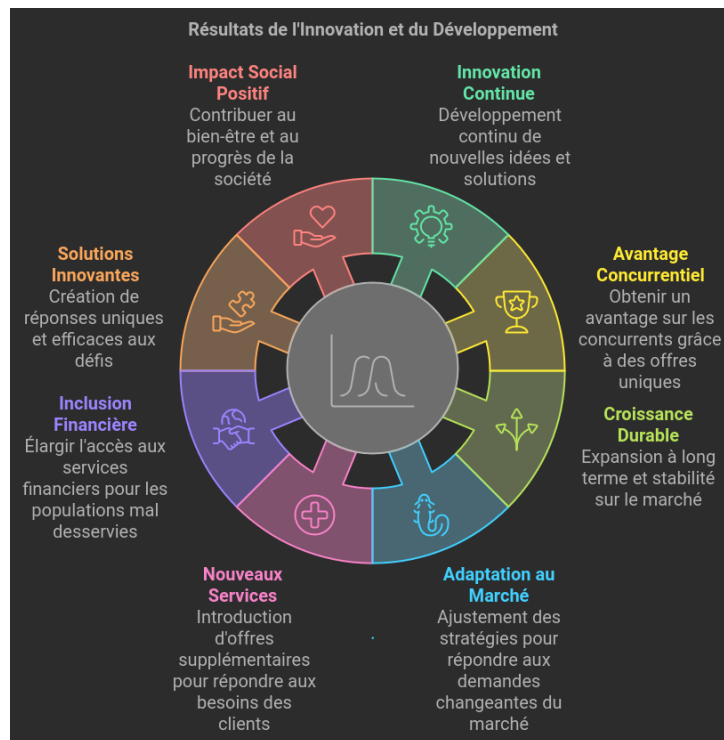 Résultats de l'Innovation et du Développement
Impact Social
Positif
Contribuer au
bien-être et au
progrès de la
société
Innovation
Continue
Développement
continu de
nouvelles idées et
solutions
Solutions
Innovantes
Création de
réponses uniques
et efficaces aux
défis
Avantage
Concurrentiel
Obtenir un
avantage sur les
concurrents grâce
à des offres
uniques
Inclusion
Financière
Élargir l'accès aux
services
financiers pour les
populations mal
desservies
Croissance
Durable
Expansion à long
terme et stabilité
sur le marché
Nouveaux
Services
Introduction
d'offres
supplémentaires
pour répondre aux
besoins des
clients
Adaptation au
Marché
Ajustement des
stratégies pour
répondre aux
demandes
changeantes du
marché